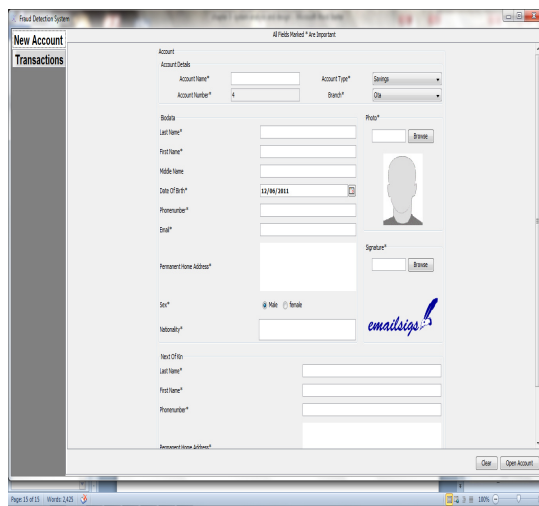 Fraud Detection System
New Account
Transactions
All Fields Marked * Are Important
Account
Account Details
Account Name* Account Type* Savings
Account Number* 4 Branch* Ota
Biodata
Photo*
Last Name*
Browse
First Name*
Middle Name
Date Of Birth* 12/06/2011
Phonenumber*
Email*
Signature*
Permanent Home Address* Browse
Sex* Male female
Nationality* emailsigs
Next Of Kin
Last Name*
First Name*
Phonenumber*
Permanent Home Address*
Clear Open Account
Page: 15 of 15 Words: 2,425 100%